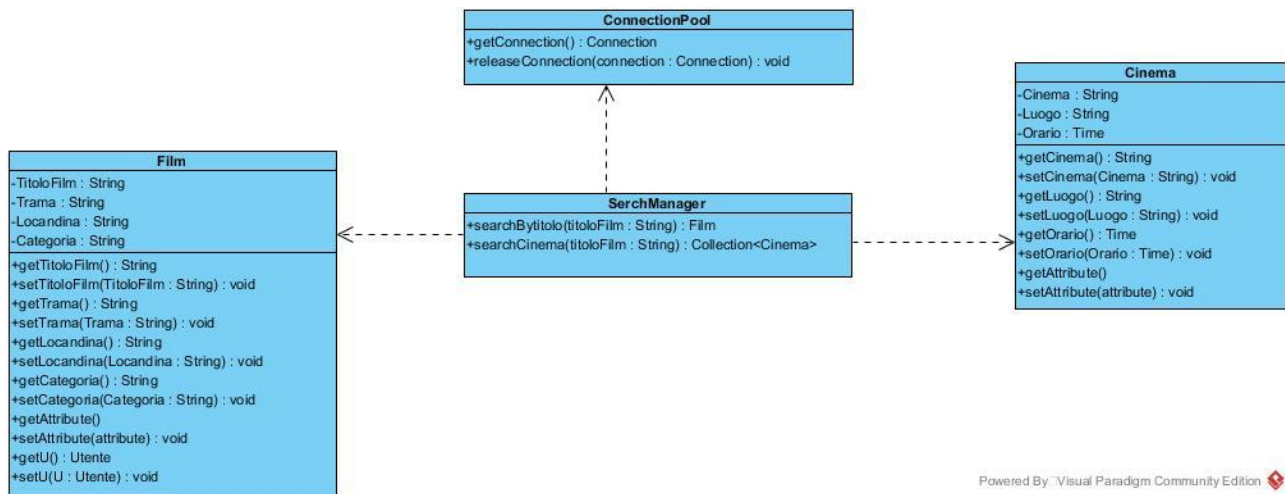 ConnectionPool
+getConnection() : Connection
+releaseConnection(connection : Connection) : void
Cinema
-Cinema : String
-Luogo : String
-Orario : Time
+getCinema() : String
+setCinema(Cinema : String) : void
+getLuogo() : String
+setLuogo(Luogo : String) : void
+getOrario() : Time
+setOrario(Orario : Time) : void
+getAttribute()
+setAttribute(attribute) : void
Film
-TitoloFilm : String
-Trama : String
-Locandina : String
-Categoria : String
+getTitoloFilm() : String
+setTitoloFilm(TitoloFilm : String) : void
+getTrama() : String
+setTrama(Trama : String) : void
+getLocandina() : String
+setLocandina(Locandina : String) : void
+getCategoria() : String
+setCategoria(Categoria : String) : void
+getAttribute()
+setAttribute(attribute) : void
+getU() : Utente
+setU(U : Utente) : void
SerchManager
+searchBytitolo(titoloFilm : String) : Film
+searchCinema(titoloFilm : String) : Collection<Cinema>
Powered By Visual Paradigm Community Edition